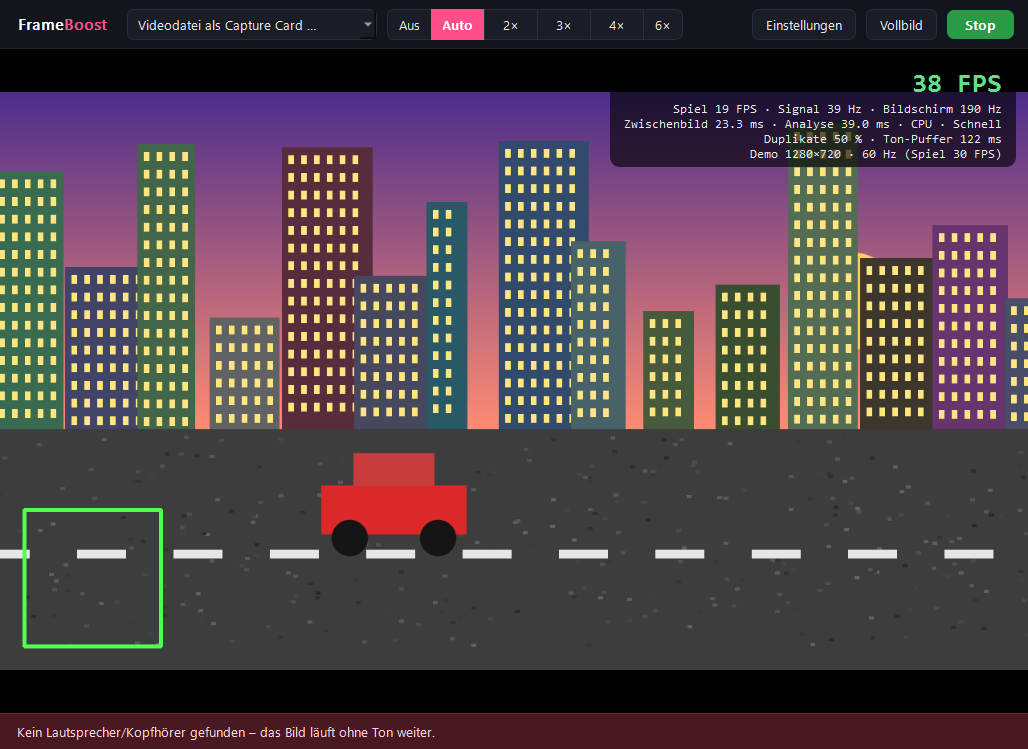 FrameBoost Videodatei als Capture Card ... Aus Auto 2× 3× 4× 6× Einstellungen Vollbild Stop
38 FPS
Spiel 19 FPS · Signal 39 Hz · Bildschirm 190 Hz
Zwischenbild 23.3 ms · Analyse 39.0 ms · CPU · Schnell
Duplikate 50 % · Ton-Puffer 122 ms
Demo 1280×720 · 60 Hz (Spiel 30 FPS)
Kein Lautsprecher/Kopfhörer gefunden – das Bild läuft ohne Ton weiter.